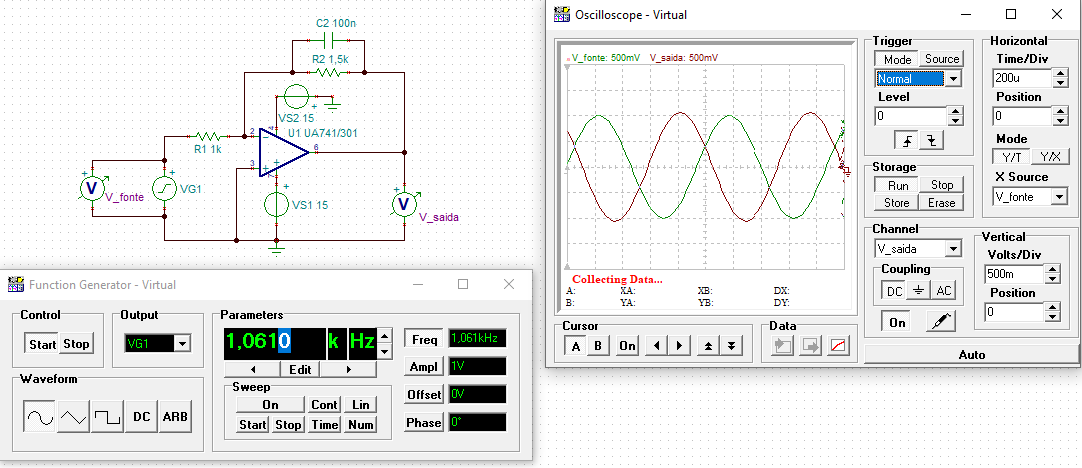 C2 100n
R2 1,5k
VS2 15
U1 UA741/301
R1 1k
2
3
4
6
7
V
V_fonte
VG1
VS1 15
V
V_saida
Function Generator - Virtual
Control
Start Stop
Output
VG1
Parameters
1,0610 k Hz
Edit
Sweep
On Cont Lin
Start Stop Time Num
Freq 1,061kHz
Ampl 1V
Offset 0V
Phase 0°
Waveform
DC ARB
Oscilloscope - Virtual
V_fonte: 500mV V_saida: 500mV
Collecting Data...
A: XA: XB: DX:
B: YA: YB: DY:
Cursor
A B On
Data
Trigger
Mode Source
Normal
Level
0
Storage
Run Stop
Store Erase
Horizontal
Time/Div
200u
Position
0
Mode
Y/T Y/X
X Source
V_fonte
Channel
V_saida
Coupling
DC AC
On
Vertical
Volts/Div
500m
Position
0
Auto